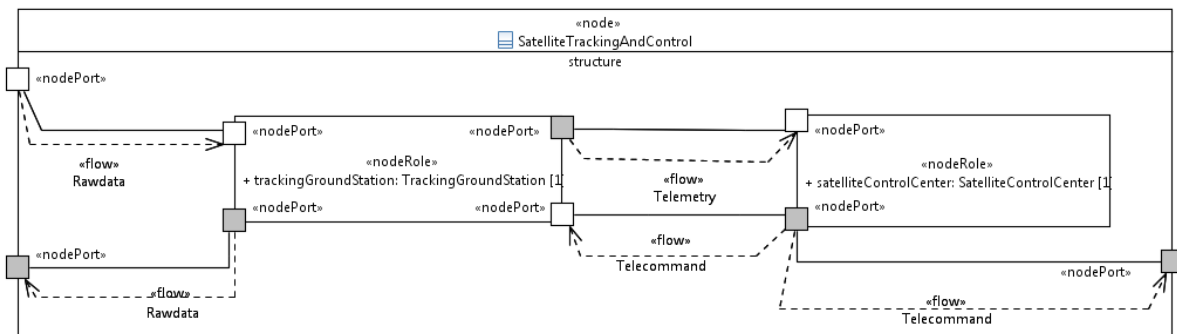 «node»
SatelliteTrackingAndControl
structure
«nodePort»
«nodePort»
«nodePort»
«nodePort»
«flow»
Rawdata
«nodeRole»
+ trackingGroundStation: TrackingGroundStation [1]
«flow»
Telemetry
«nodeRole»
+ satelliteControlCenter: SatelliteControlCenter [1]
«nodePort»
«nodePort»
«nodePort»
«nodePort»
«flow»
Telecommand
«nodePort»
«flow»
Rawdata
«flow»
Telecommand